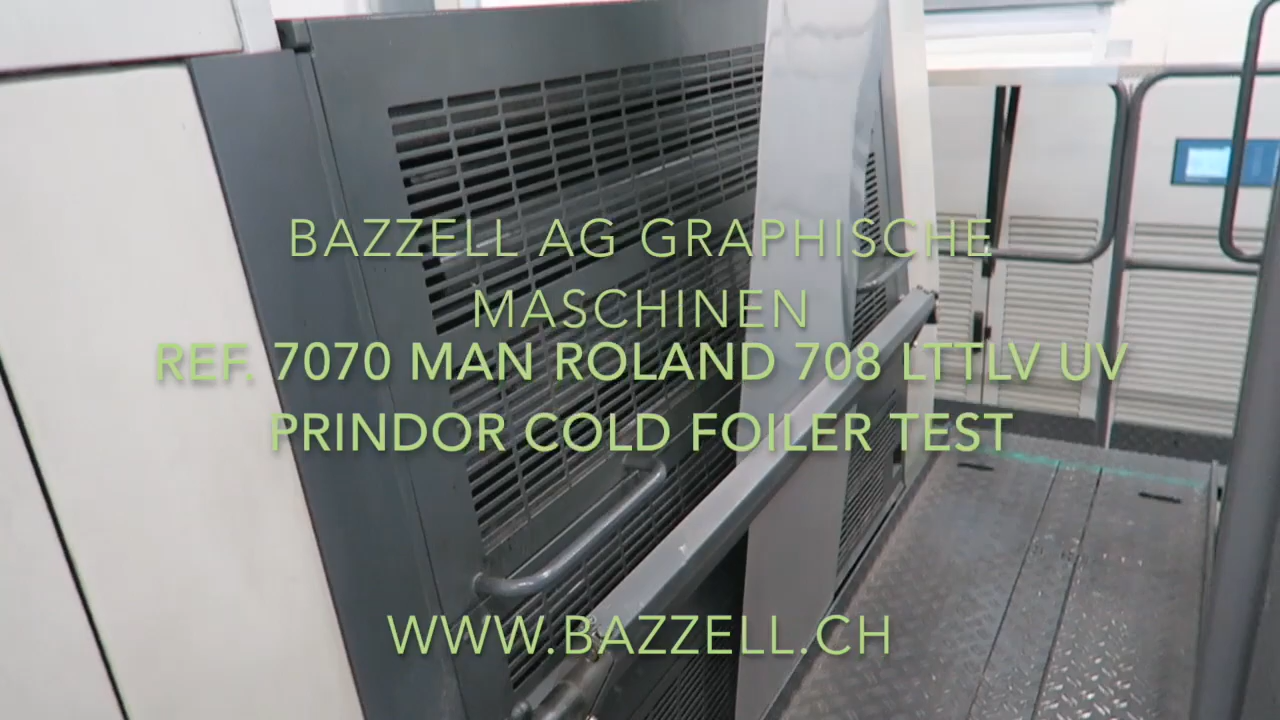 BAZZELL AG GRAPHISCHE
MASCHINEN
REF. 7070 MAN ROLAND 708 LTTLV UV
PRINDOR COLD FOILER TEST
WWW.BAZZELL.CH